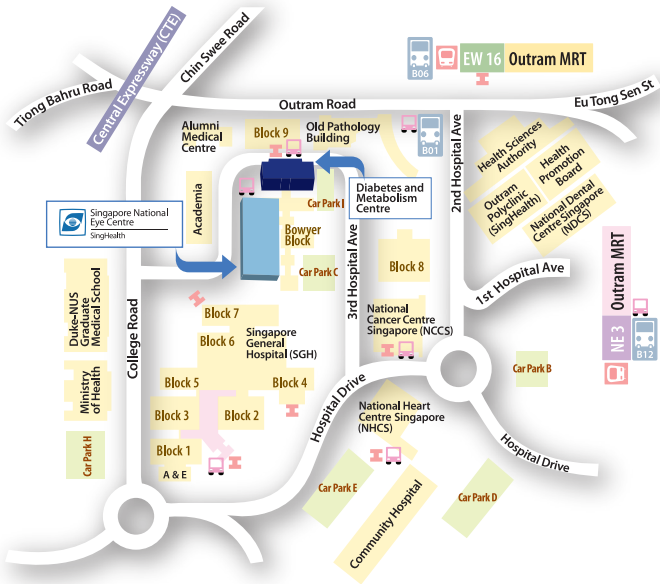 Central Expressway (CTE)
Chin Swee Road
Tiong Bahru Road
B06
EW 16
Outram MRT
Outram Road
Eu Tong Sen St
Alumni
Medical
Centre
Block 9
Old Pathology
Building
B01
2nd Hospital Ave
Health Sciences
Authority
Health
Promotion
Board
Outram
Polyclinic
(SingHealth)
National Dental
Centre Singapore
(NDCS)
Academia
Car Park I
Diabetes and
Metabolism
Centre
Singapore National
Eye Centre
SingHealth
Bowyer
Block
Car Park C
3rd Hospital Ave
Block 8
1st Hospital Ave
Outram MRT
NE 3
B12
Duke-NUS
Graduate
Medical School
College Road
Block 7
Block 6
Singapore
General
Hospital (SGH)
National
Cancer Centre
Singapore (NCCS)
Ministry
of Health
Block 5
Block 4
Block 3
Block 2
Block 1
A & E
Car Park H
Hospital Drive
National Heart
Centre Singapore
(NHCS)
Car Park B
Hospital Drive
Car Park E
Community Hospital
Car Park D